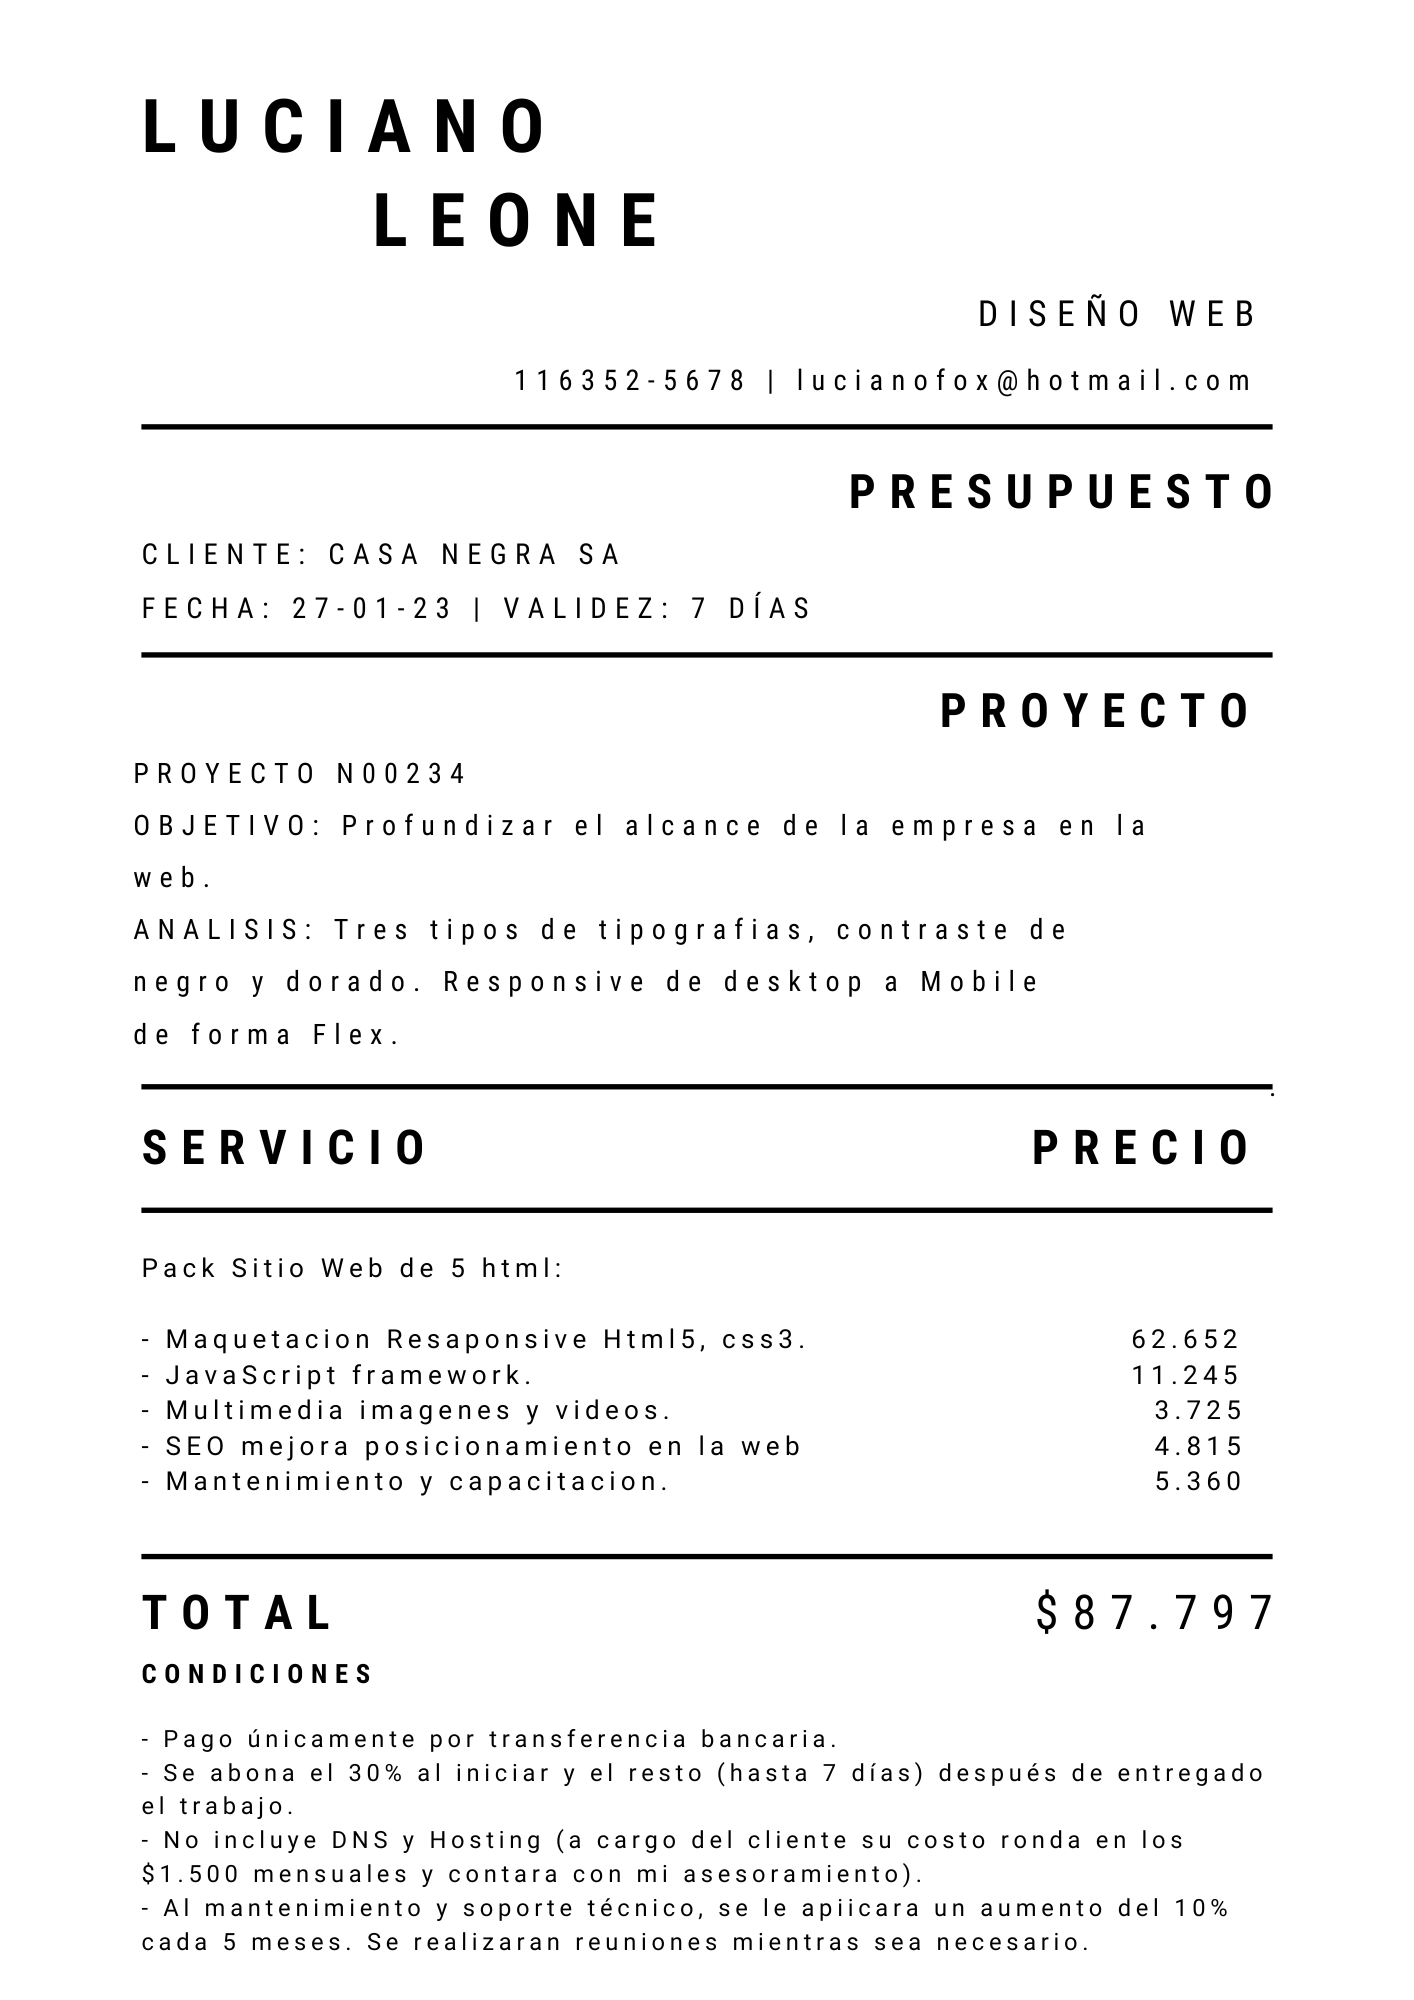 LUCIANO
LEONE
DISEÑO WEB
116352-5678 | lucianofox@hotmail.com
PRESUPUESTO
CLIENTE: CASA NEGRA SA
FECHA: 27-01-23 | VALIDEZ: 7 DÍAS
PROYECTO
PROYECTO N00234
OBJETIVO: Profundizar el alcance de la empresa en la
web.
ANALISIS: Tres tipos de tipografias, contraste de
negro y dorado. Responsive de desktop a Mobile
de forma Flex.
SERVICIO PRECIO
Pack Sitio Web de 5 html:
- Maquetacion Resaponsive Html5, css3. 62.652
- JavaScript framework. 11.245
- Multimedia imagenes y videos. 3.725
- SEO mejora posicionamiento en la web 4.815
- Mantenimiento y capacitacion. 5.360
TOTAL $87.797
CONDICIONES
- Pago únicamente por transferencia bancaria.
- Se abona el 30% al iniciar y el resto (hasta 7 días) después de entregado
el trabajo.
- No incluye DNS y Hosting (a cargo del cliente su costo ronda en los
$1.500 mensuales y contara con mi asesoramiento).
- Al mantenimiento y soporte técnico, se le apiicara un aumento del 10%
cada 5 meses. Se realizaran reuniones mientras sea necesario.